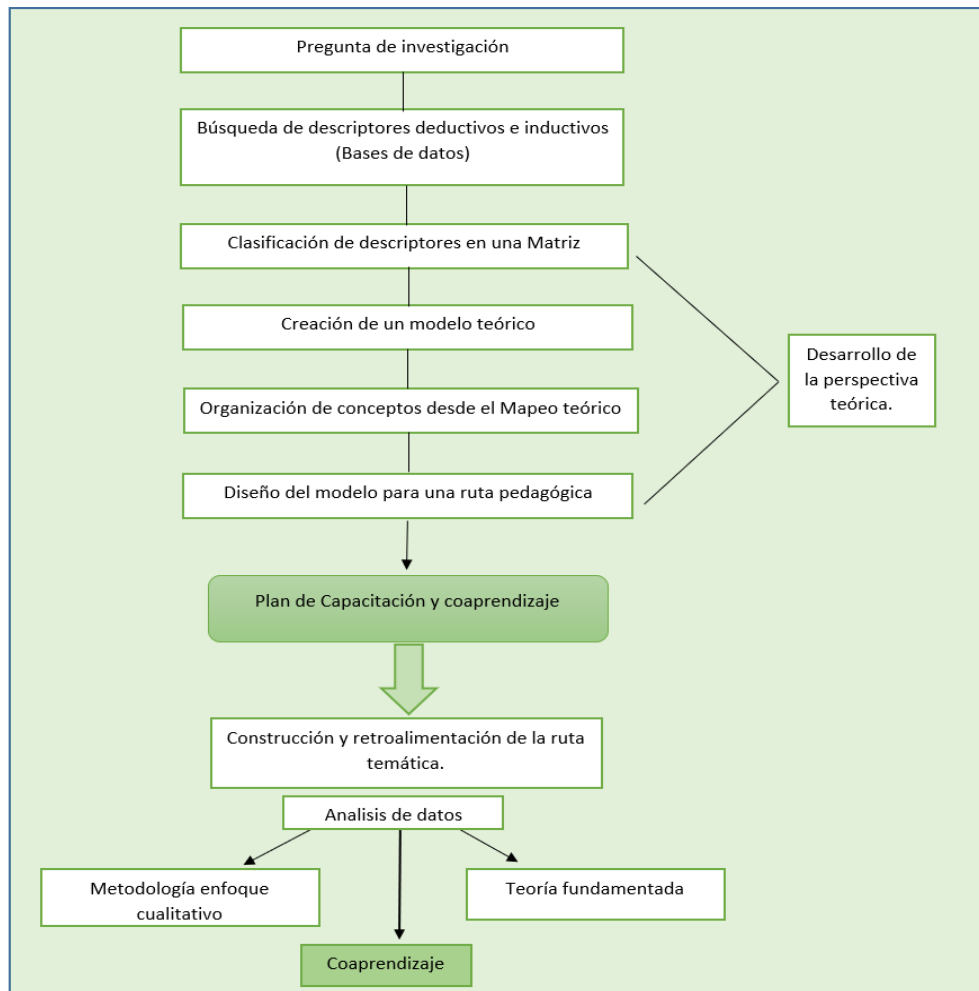 Pregunta de investigación
Búsqueda de descriptores deductivos e inductivos
(Bases de datos)
Clasificación de descriptores en una Matriz
Creación de un modelo teórico
Organización de conceptos desde el Mapeo teórico
Diseño del modelo para una ruta pedagógica
Desarrollo de
la perspectiva
teórica.
Plan de Capacitación y coaprendizaje
Construcción y retroalimentación de la ruta
temática.
Analisis de datos
Metodología enfoque
cualitativo
Teoría fundamentada
Coaprendizaje